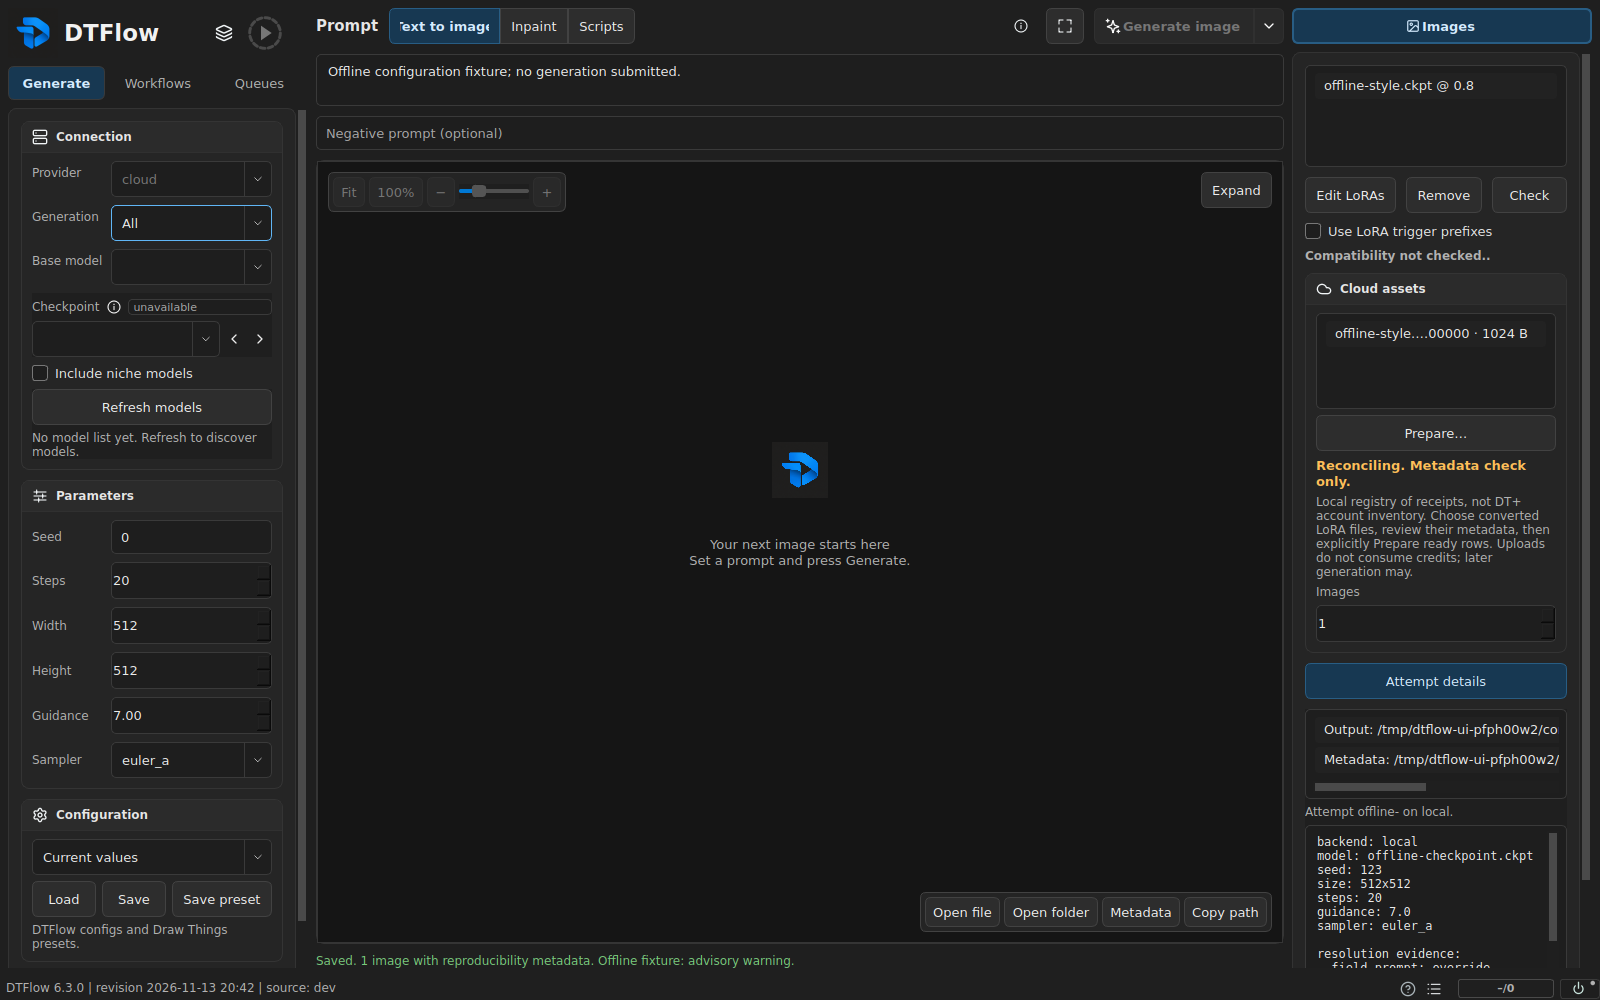 DTFlow
Generate
Workflows
Queues
Connection
Provider
cloud
Generation
All
Base model
Checkpoint
unavailable
Include niche models
Refresh models
No model list yet. Refresh to discover
models.
Parameters
Seed
0
Steps
20
Width
512
Height
512
Guidance
7.00
Sampler
euler_a
Configuration
Current values
Load
Save
Save preset
DTFlow configs and Draw Things
presets.
Prompt
Text to image
Inpaint
Scripts
Generate image
Offline configuration fixture; no generation submitted.
Negative prompt (optional)
Fit
100%
−
+
Expand
Your next image starts here
Set a prompt and press Generate.
Open file
Open folder
Metadata
Copy path
Saved. 1 image with reproducibility metadata. Offline fixture: advisory warning.
Images
offline-style.ckpt @ 0.8
Edit LoRAs
Remove
Check
Use LoRA trigger prefixes
Compatibility not checked..
Cloud assets
offline-style.…00000 · 1024 B
Prepare…
Reconciling. Metadata check
only.
Local registry of receipts, not DT+
account inventory. Choose converted
LoRA files, review their metadata, then
explicitly Prepare ready rows. Uploads
do not consume credits; later
generation may.
Images
1
Attempt details
Output: /tmp/dtflow-ui-pfph00w2/co
Metadata: /tmp/dtflow-ui-pfph00w2/
Attempt offline- on local.
backend: local
model: offline-checkpoint.ckpt
seed: 123
size: 512x512
steps: 20
guidance: 7.0
sampler: euler_a
resolution evidence:
field prompt: override
DTFlow 6.3.0 | revision 2026-11-13 20:42 | source: dev
–/0